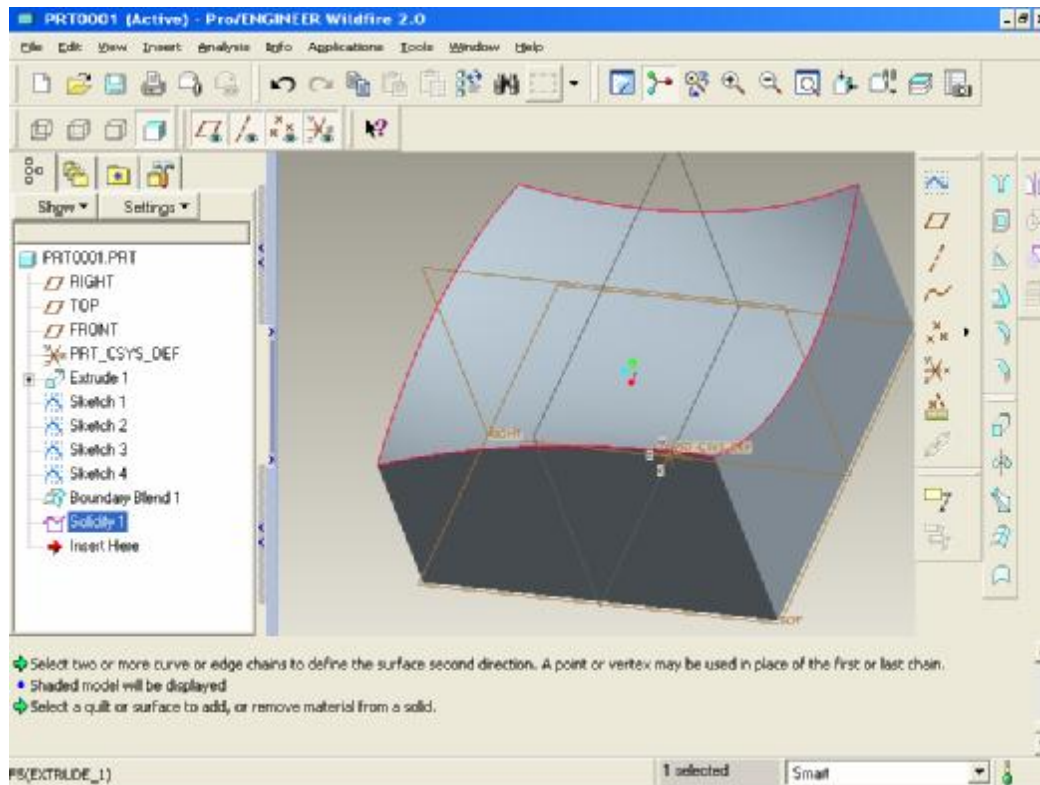 PRT0001 (Active) - Pro/ENGINEER Wildfire 2.0
File Edit View Insert Analysis Info Applications Tools Window Help
Show Settings
PRT0001.PRT
RIGHT
TOP
FRONT
PRT_CSYS_DEF
Extrude 1
Sketch 1
Sketch 2
Sketch 3
Sketch 4
Boundary Blend 1
Solidify 1
Insert Here
RIGHT
PRT_CSYS_DEF
TOP
Select two or more curve or edge chains to define the surface second direction. A point or vertex may be used in place of the first or last chain.
Shaded model will be displayed
Select a quilt or surface to add, or remove material from a solid.
F5(EXTRUDE_1)
1 selected
Smart